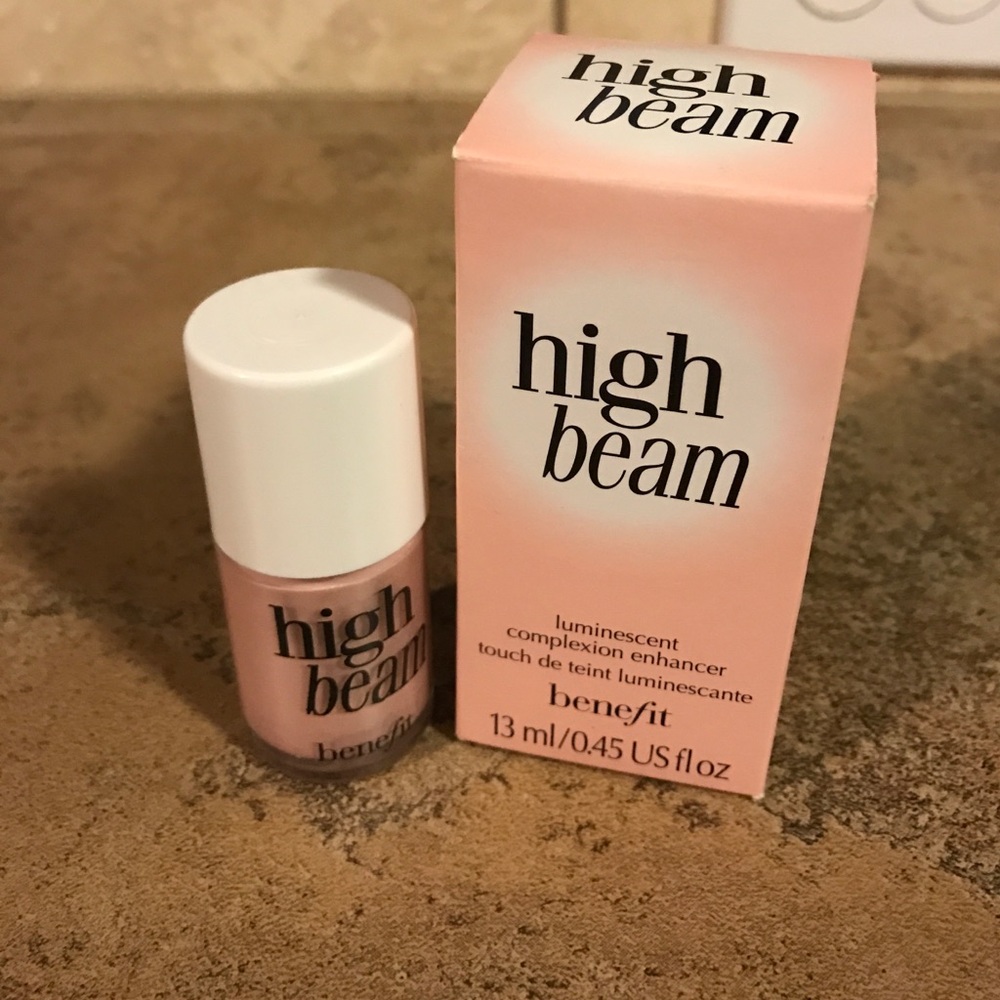 high
beam
high
beam
luminescent
complexion enhancer
touch de teint luminescante
benefit
13 ml/0.45 US fl oz
high
beam
benefit